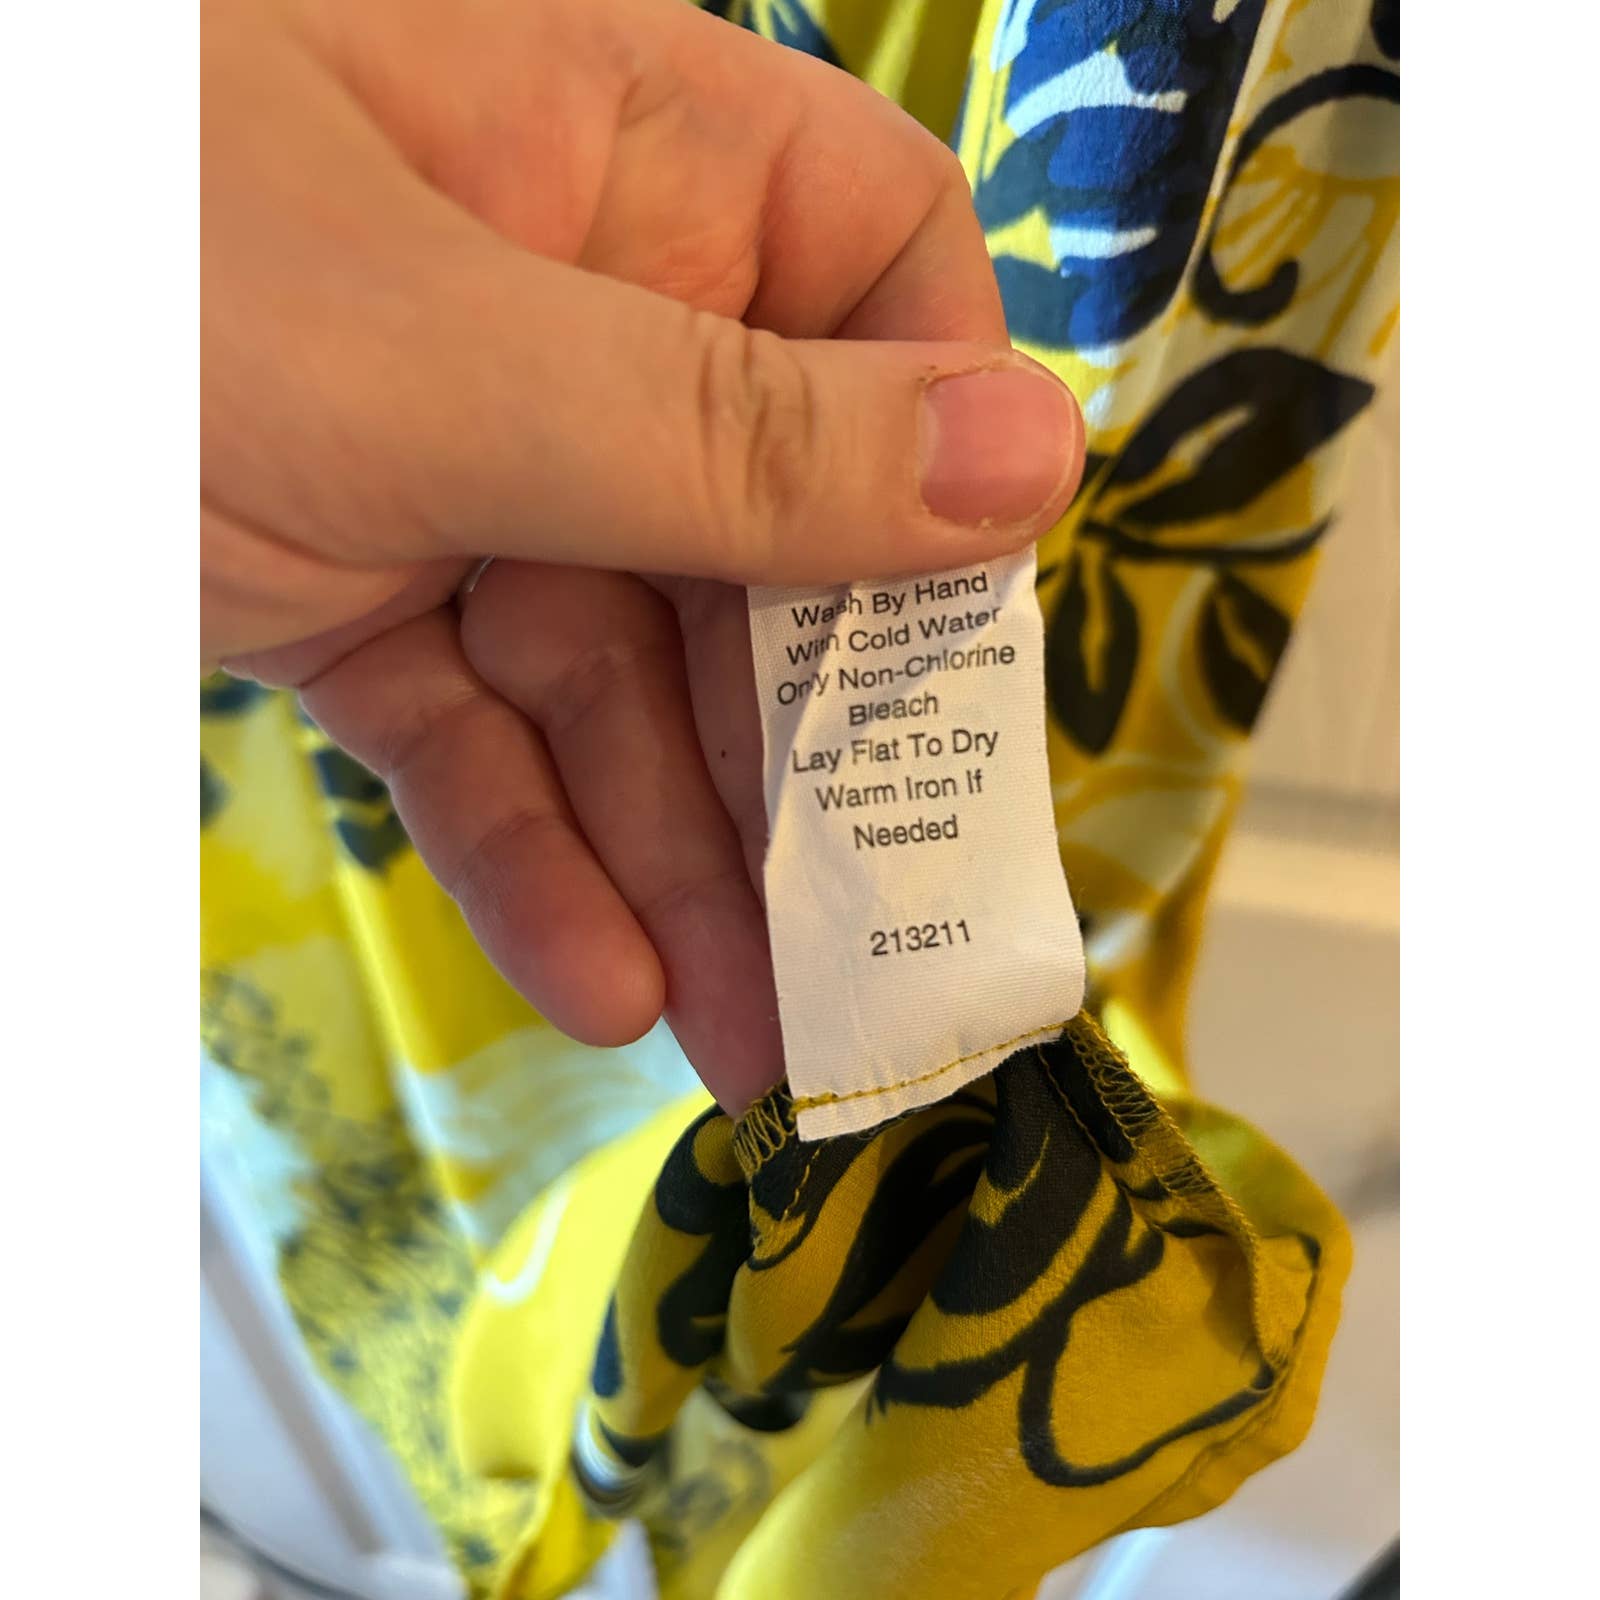 Wash By Hand
With Cold Water
Only Non-Chlorine
Bleach
Lay Flat To Dry
Warm Iron If
Needed
213211